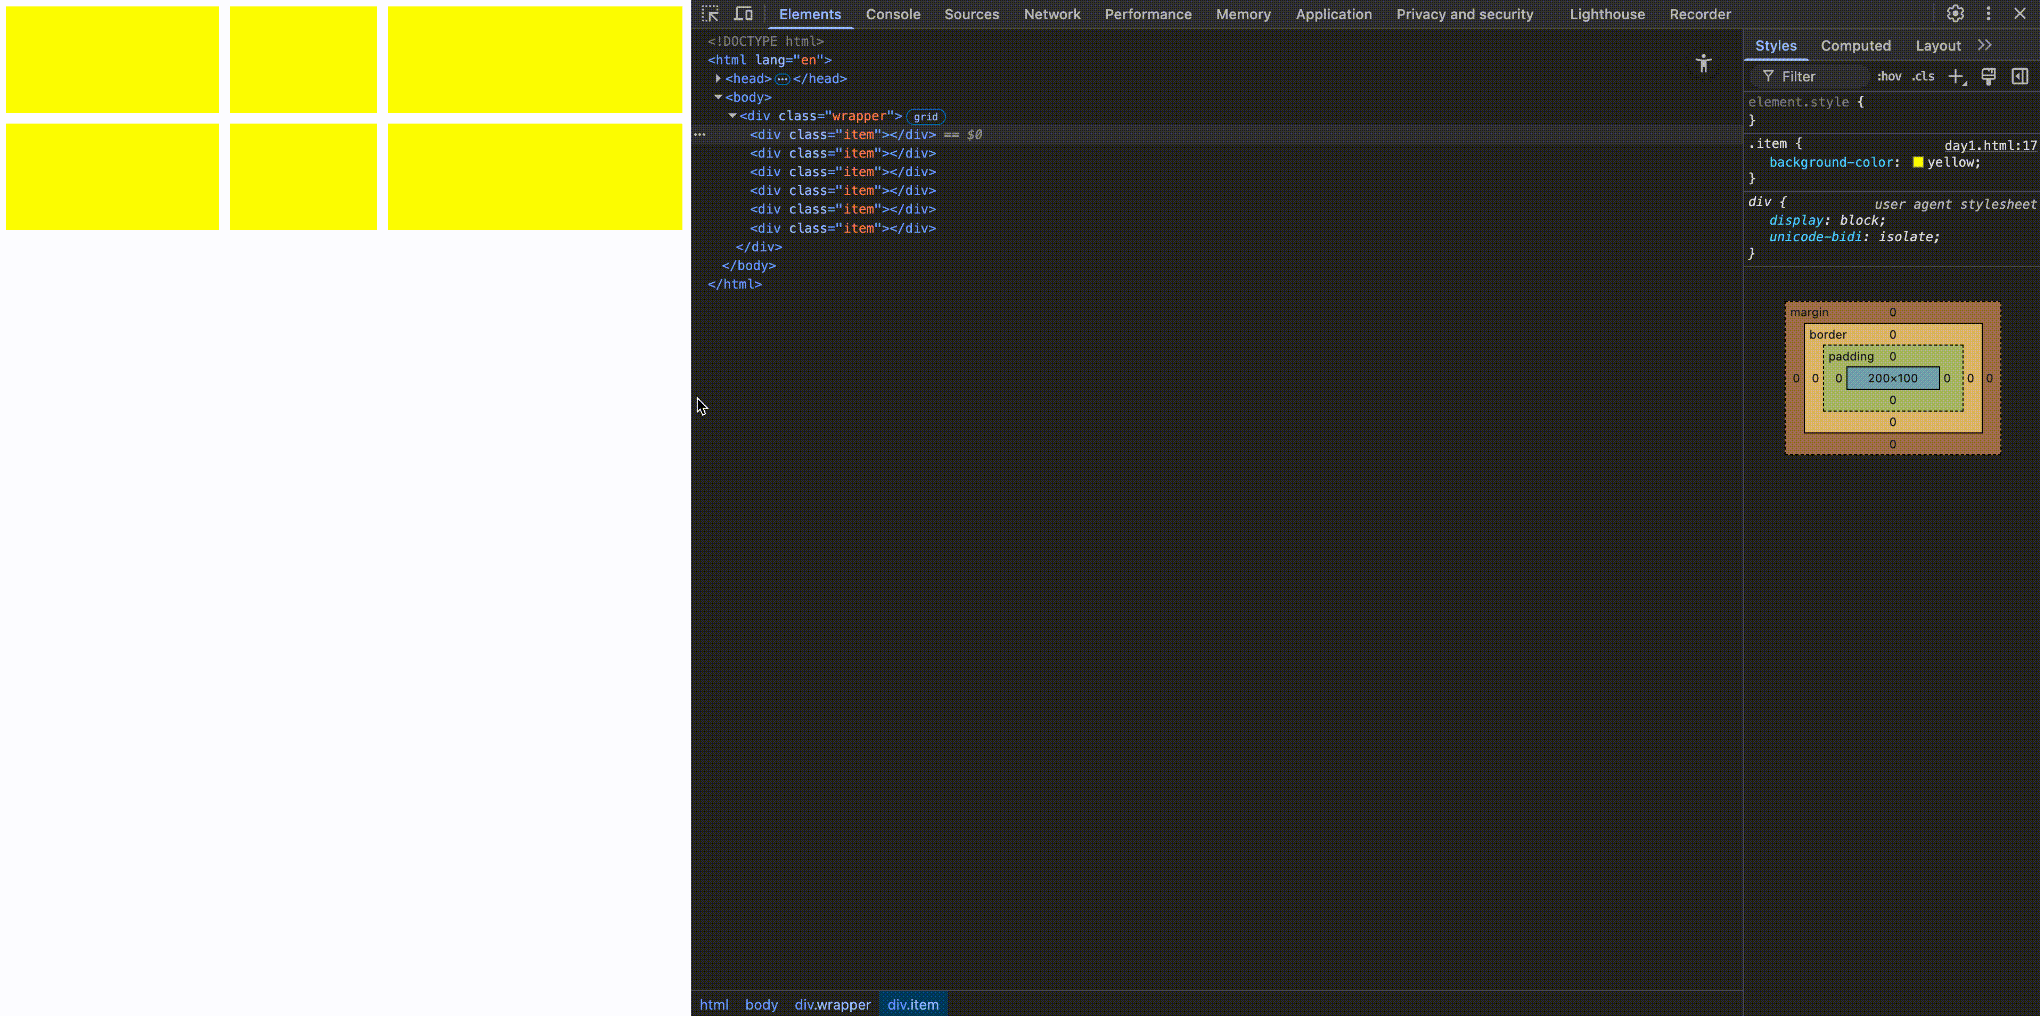 Elements Console Sources Network Performance Memory Application Privacy and security Lighthouse Recorder
<!DOCTYPE html>
<html lang="en">
<head> ⋯ </head>
<body>
<div class="wrapper"> grid
<div class="item"></div> == $0
<div class="item"></div>
<div class="item"></div>
<div class="item"></div>
<div class="item"></div>
<div class="item"></div>
</div>
</body>
</html>
html body div.wrapper div.item
Styles Computed Layout
Filter :hov .cls
element.style {
}
.item { day1.html:17
background-color: yellow;
}
div { user agent stylesheet
display: block;
unicode-bidi: isolate;
}
margin 0
border 0
padding 0
0 0 0 200×100 0 0 0
0
0
0